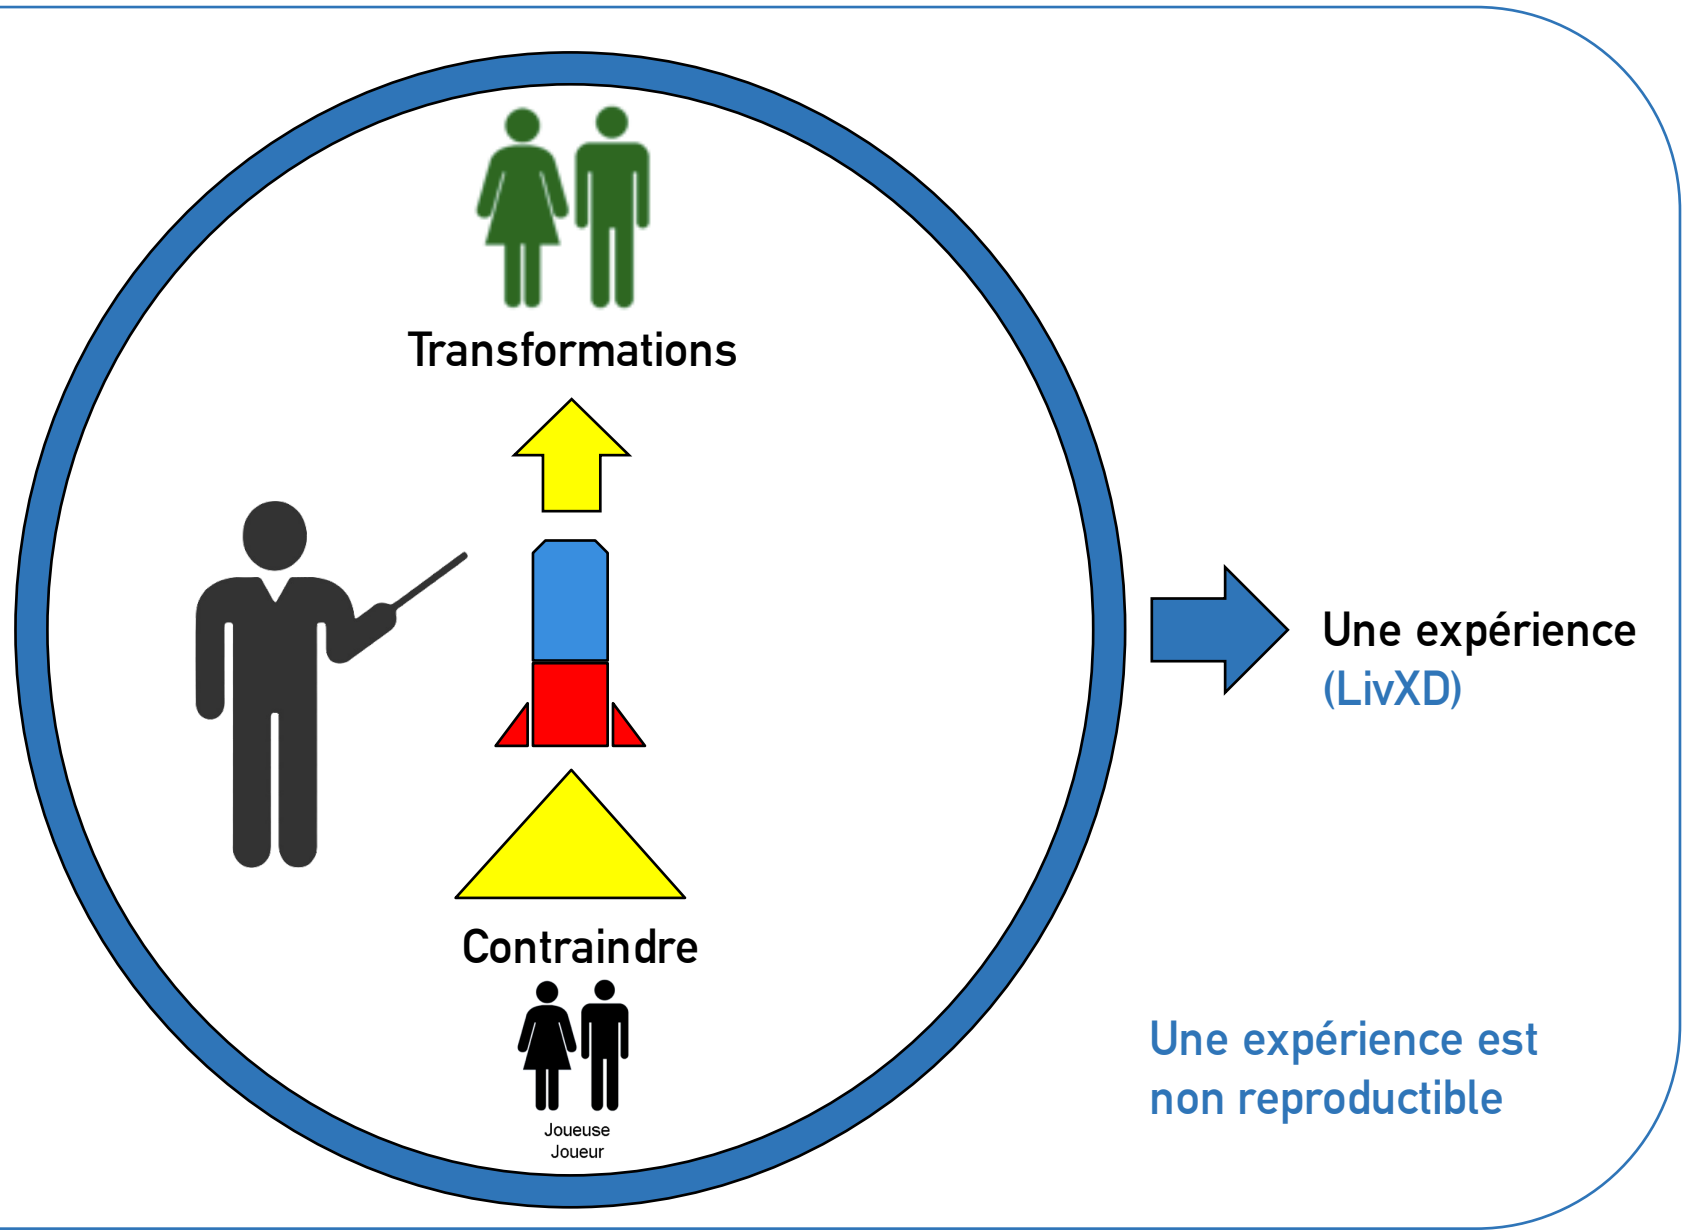 Transformations
Contraindre
Joueuse
Joueur
Une expérience
(LivXD)
Une expérience est
non reproductible